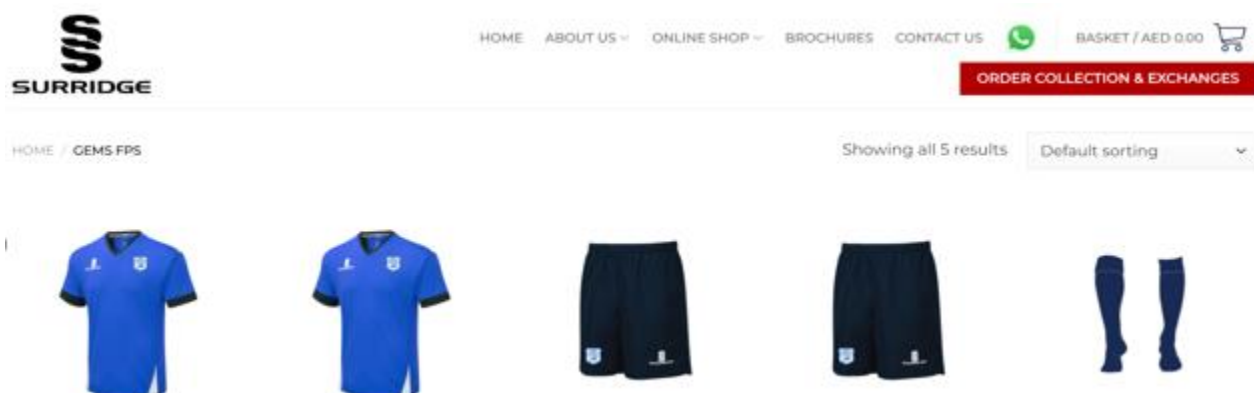 SURRIDGE
HOME ABOUT US ONLINE SHOP BROCHURES CONTACT US BASKET / AED 0.00
ORDER COLLECTION & EXCHANGES
HOME / GEMS FPS
Showing all 5 results Default sorting